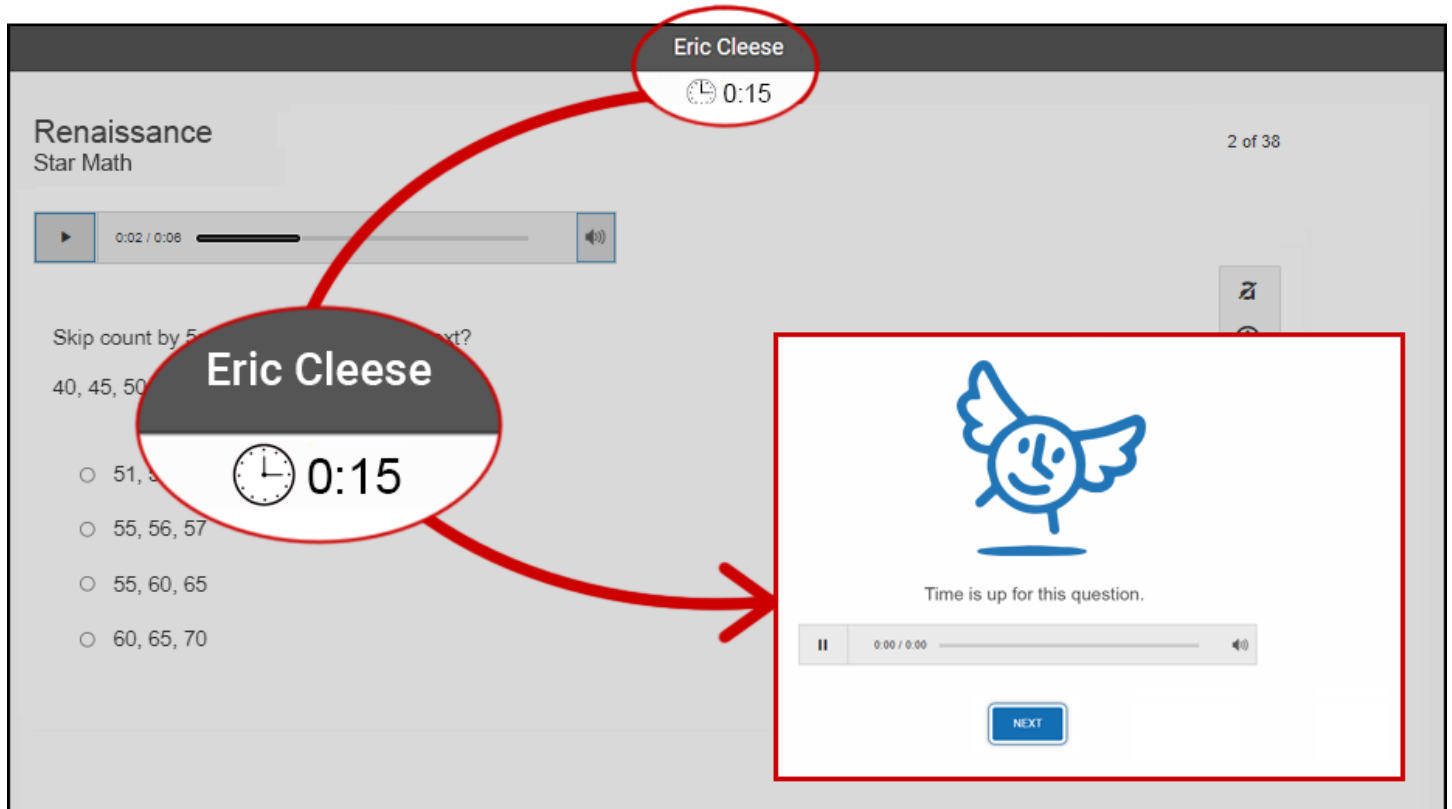 Eric Cleese
0:15
Renaissance
Star Math
2 of 38
0:02 / 0:06
Skip count by 5 xt?
40, 45, 50
Eric Cleese
0:15
51,
55, 56, 57
55, 60, 65
60, 65, 70
Time is up for this question.
0:00 / 0:00
NEXT